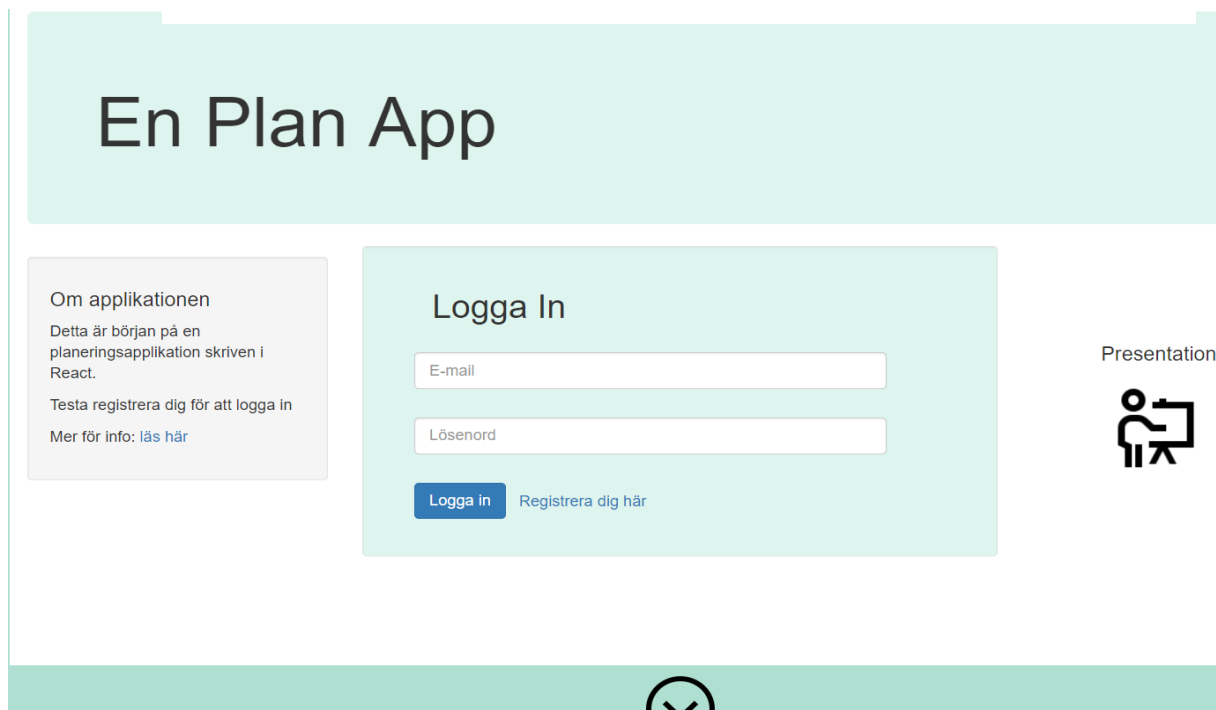 En Plan App
Om applikationen
Detta är början på en
planeringsapplikation skriven i
React.
Testa registrera dig för att logga in
Mer för info: läs här
Logga In
E-mail
Lösenord
Logga in Registrera dig här
Presentation